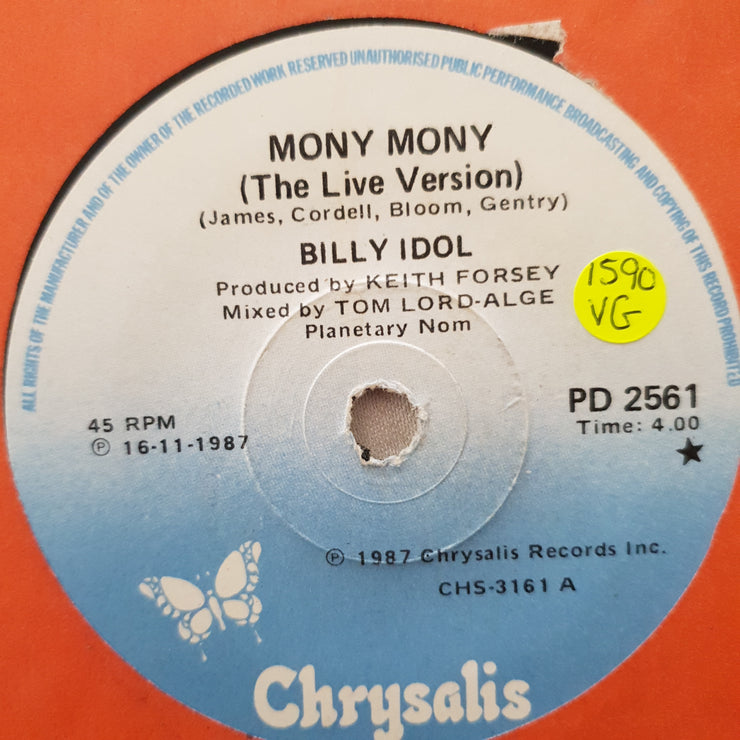 ALL RIGHTS OF THE MANUFACTURER AND OF THE OWNER OF THE RECORDED WORK RESERVED UNAUTHORISED PUBLIC PERFORMANCE BROADCASTING AND COPYING OF THIS RECORD PROHIBITED
MONY MONY
(The Live Version)
(James, Cordell, Bloom, Gentry)
BILLY IDOL
Produced by KEITH FORSEY
Mixed by TOM LORD-ALGE
Planetary Nom
1590
VG
PD 2561
Time: 4.00
45 RPM
℗ 16-11-1987
℗ 1987 Chrysalis Records Inc.
CHS-3161 A
Chrysalis